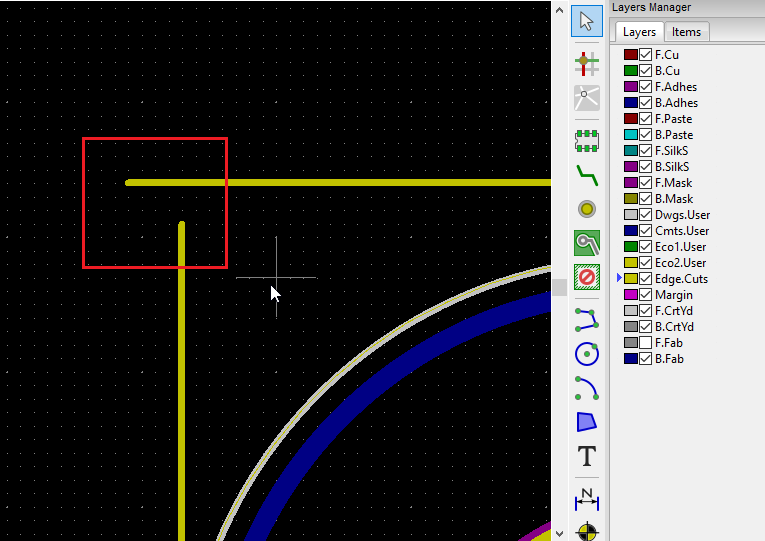 Layers Manager
Layers Items
F.Cu
B.Cu
F.Adhes
B.Adhes
F.Paste
B.Paste
F.SilkS
B.SilkS
F.Mask
B.Mask
Dwgs.User
Cmts.User
Eco1.User
Eco2.User
Edge.Cuts
Margin
F.CrtYd
B.CrtYd
F.Fab
B.Fab
T
N